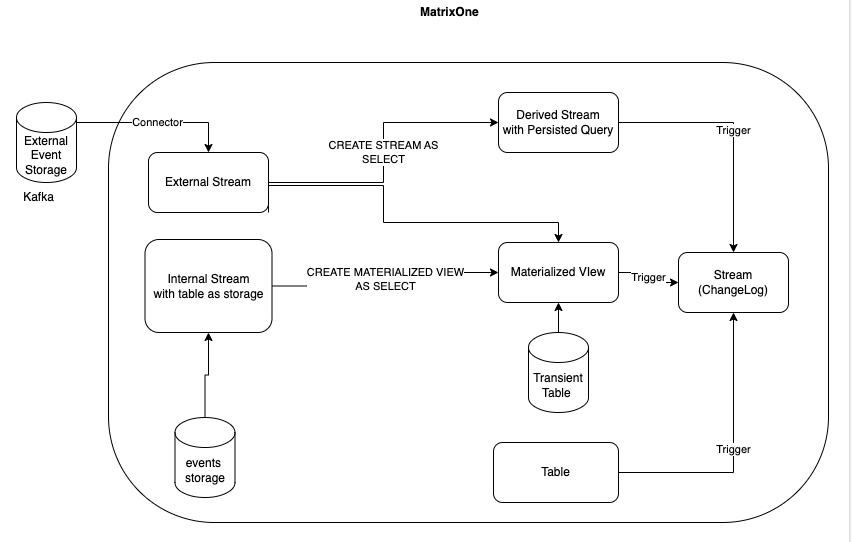 MatrixOne
External
Event
Storage
Kafka
Connector
External Stream
CREATE STREAM AS
SELECT
Derived Stream
with Persisted Query
Trigger
Internal Stream
with table as storage
CREATE MATERIALIZED VIEW
AS SELECT
Materialized VIew
Trigger
Stream
(ChangeLog)
Transient
Table
events
storage
Table
Trigger